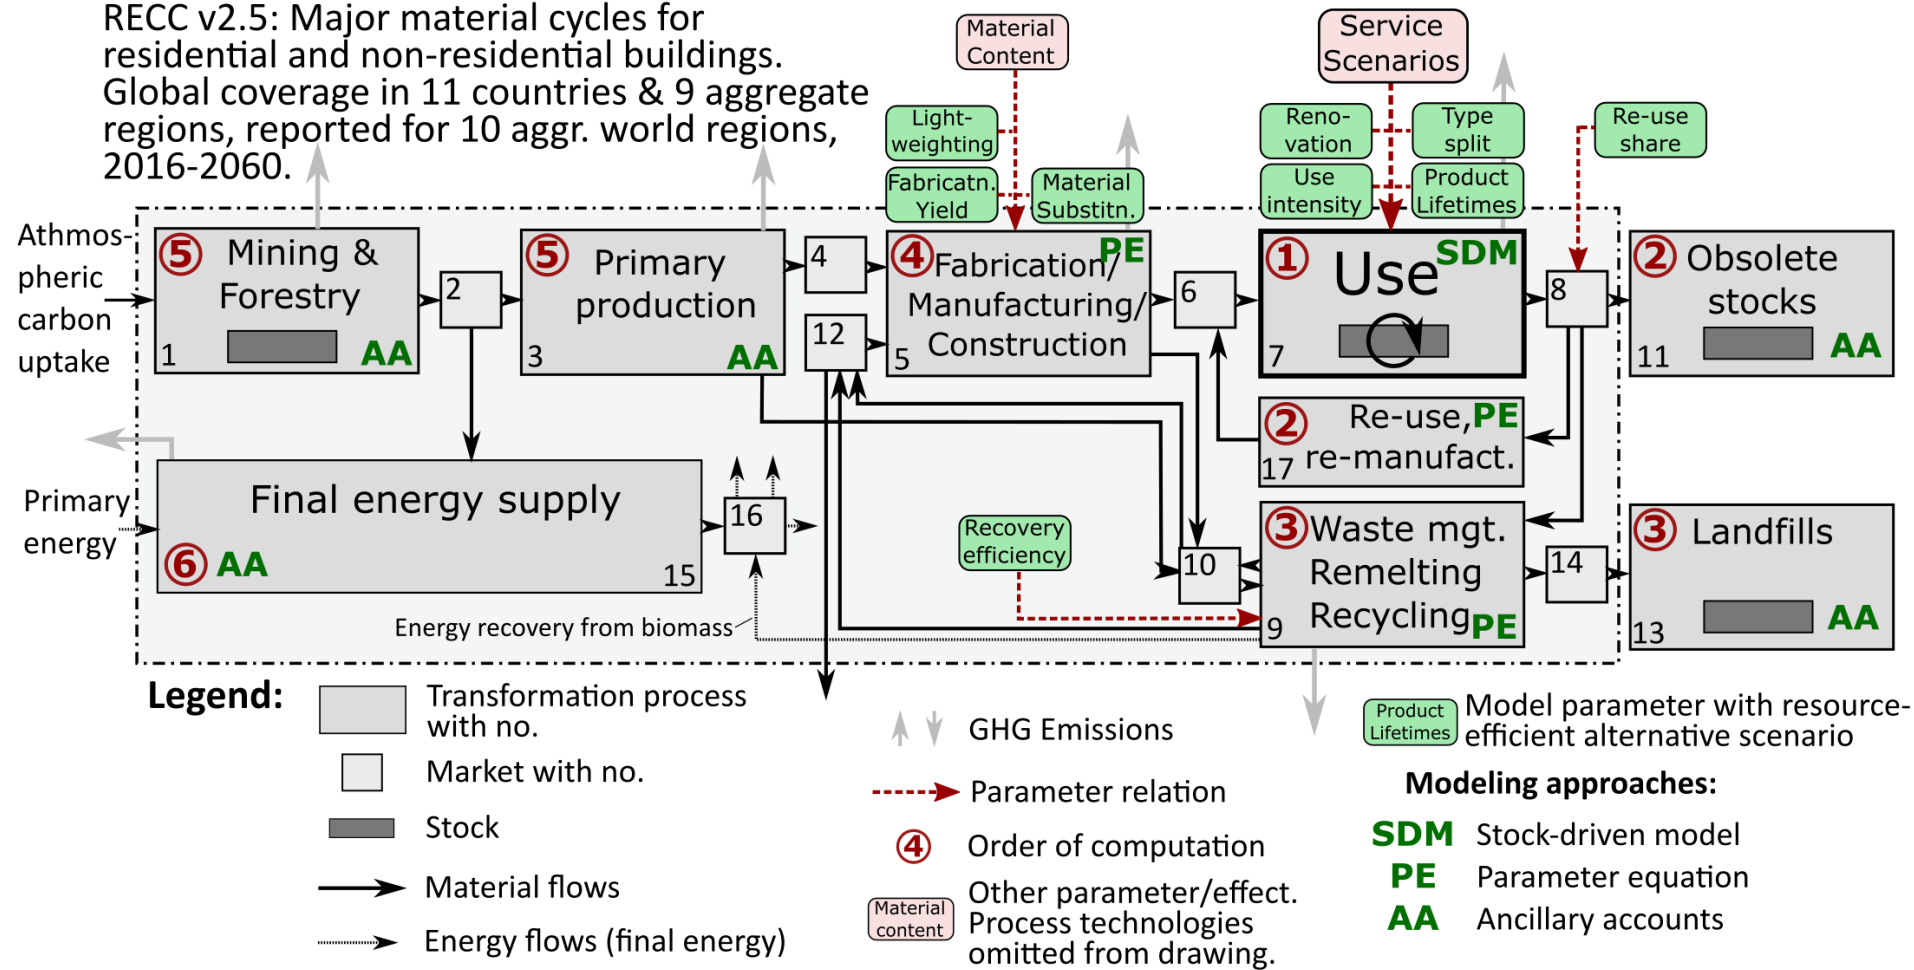 RECC v2.5: Major material cycles for
residential and non-residential buildings.
Global coverage in 11 countries & 9 aggregate
regions, reported for 10 aggr. world regions,
2016-2060.
Material
Content
Service
Scenarios
Light-
weighting
Fabricatn.
Yield
Material
Substitn.
Reno-
vation
Type
split
Use
intensity
Product
Lifetimes
Re-use
share
Athmos-
pheric
carbon
uptake
5
Mining &
Forestry
1
AA
2
5
Primary
production
3
AA
4
12
4
PE
Fabrication/
Manufacturing/
Construction
5
6
1
SDM
Use
7
8
2
Obsolete
stocks
11
AA
2
Re-use,
PE
re-manufact.
17
Primary
energy
Final energy supply
6
AA
15
16
Energy recovery from biomass
Recovery
efficiency
10
3
Waste mgt.
Remelting
Recycling
PE
9
14
3
Landfills
13
AA
Legend:
Transformation process
with no.
Market with no.
Stock
Material flows
Energy flows (final energy)
GHG Emissions
Parameter relation
4
Order of computation
Material
content
Other parameter/effect.
Process technologies
omitted from drawing.
Product
Lifetimes
Model parameter with resource-
efficient alternative scenario
Modeling approaches:
SDM Stock-driven model
PE Parameter equation
AA Ancillary accounts